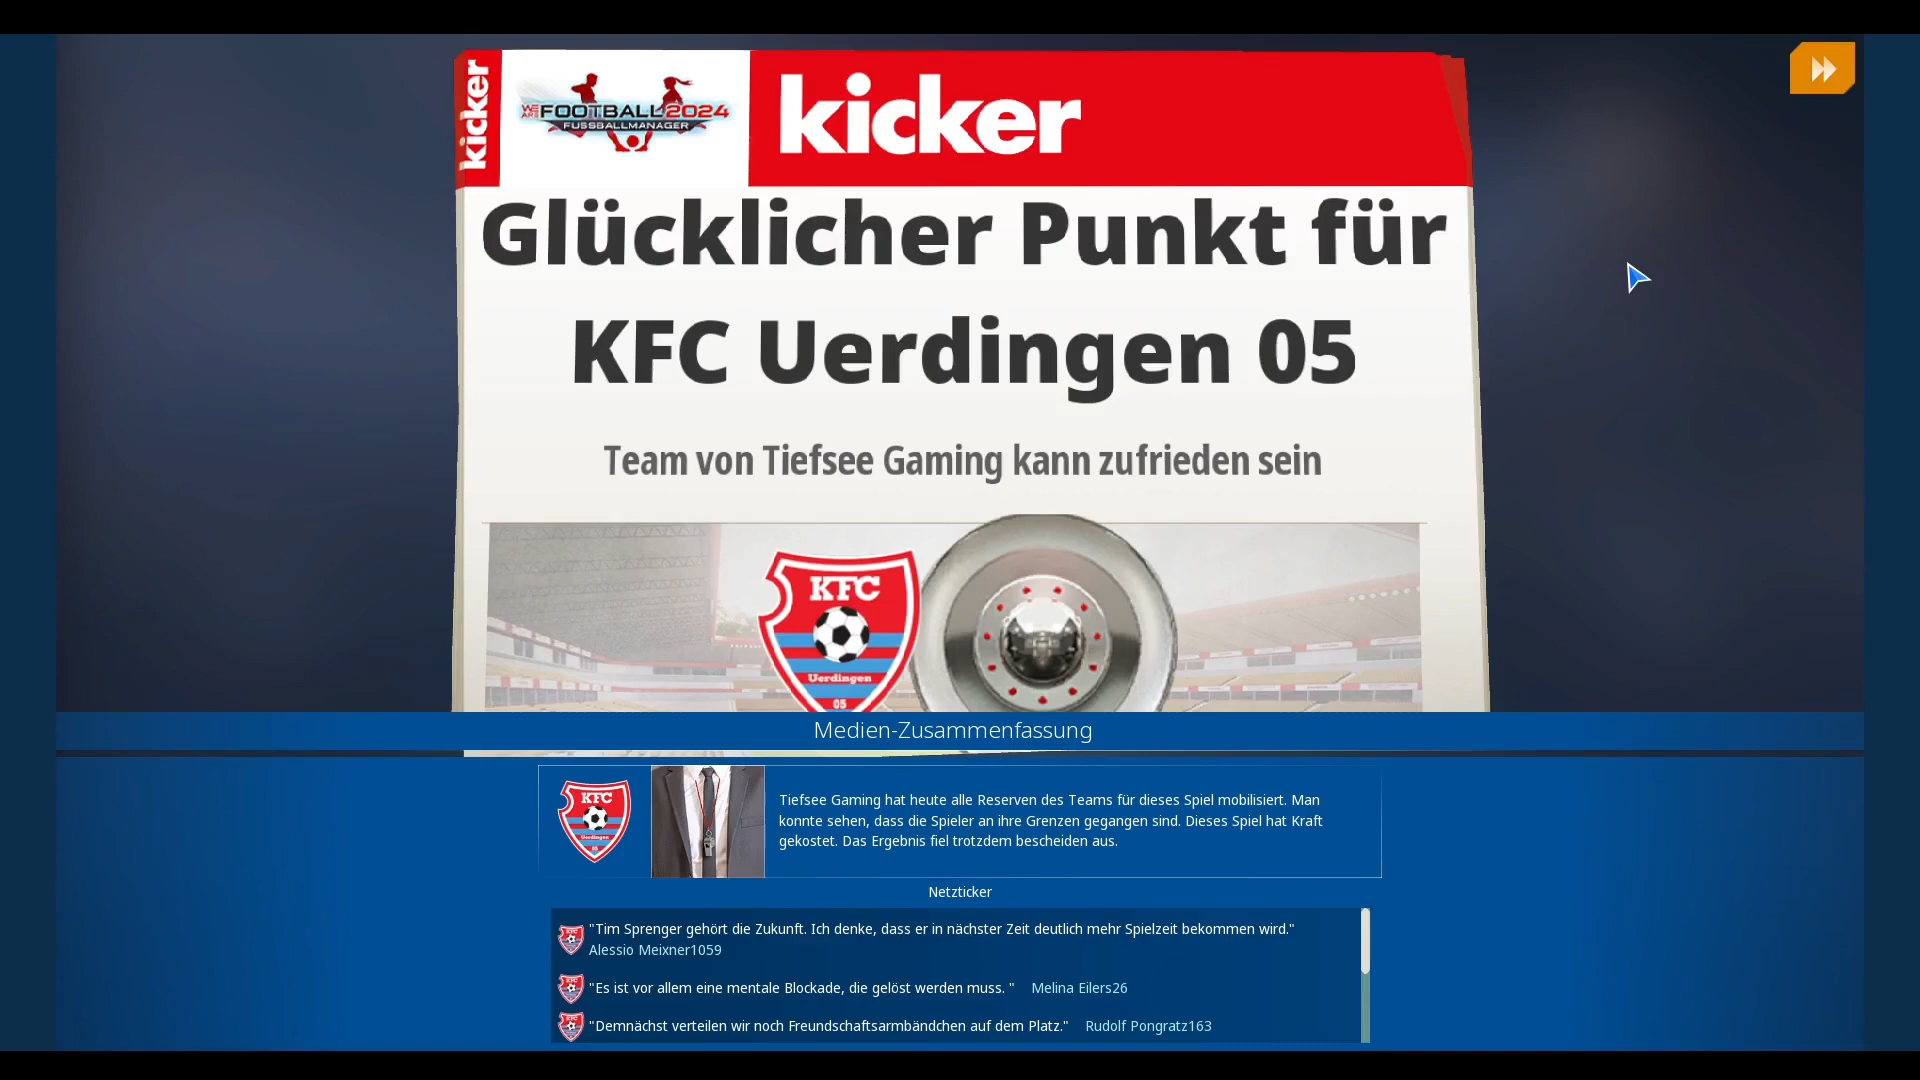 kicker
WE ARE FOOTBALL 2024
FUSSBALLMANAGER
kicker
Glücklicher Punkt für
KFC Uerdingen 05
Team von Tiefsee Gaming kann zufrieden sein
KFC
Uerdingen
05
Medien-Zusammenfassung
KFC
Uerdingen
05
Tiefsee Gaming hat heute alle Reserven des Teams für dieses Spiel mobilisiert. Man
konnte sehen, dass die Spieler an ihre Grenzen gegangen sind. Dieses Spiel hat Kraft
gekostet. Das Ergebnis fiel trotzdem bescheiden aus.
Netzticker
"Tim Sprenger gehört die Zukunft. Ich denke, dass er in nächster Zeit deutlich mehr Spielzeit bekommen wird."
Alessio Meixner1059
"Es ist vor allem eine mentale Blockade, die gelöst werden muss. " Melina Eilers26
"Demnächst verteilen wir noch Freundschaftsarmbändchen auf dem Platz." Rudolf Pongratz163